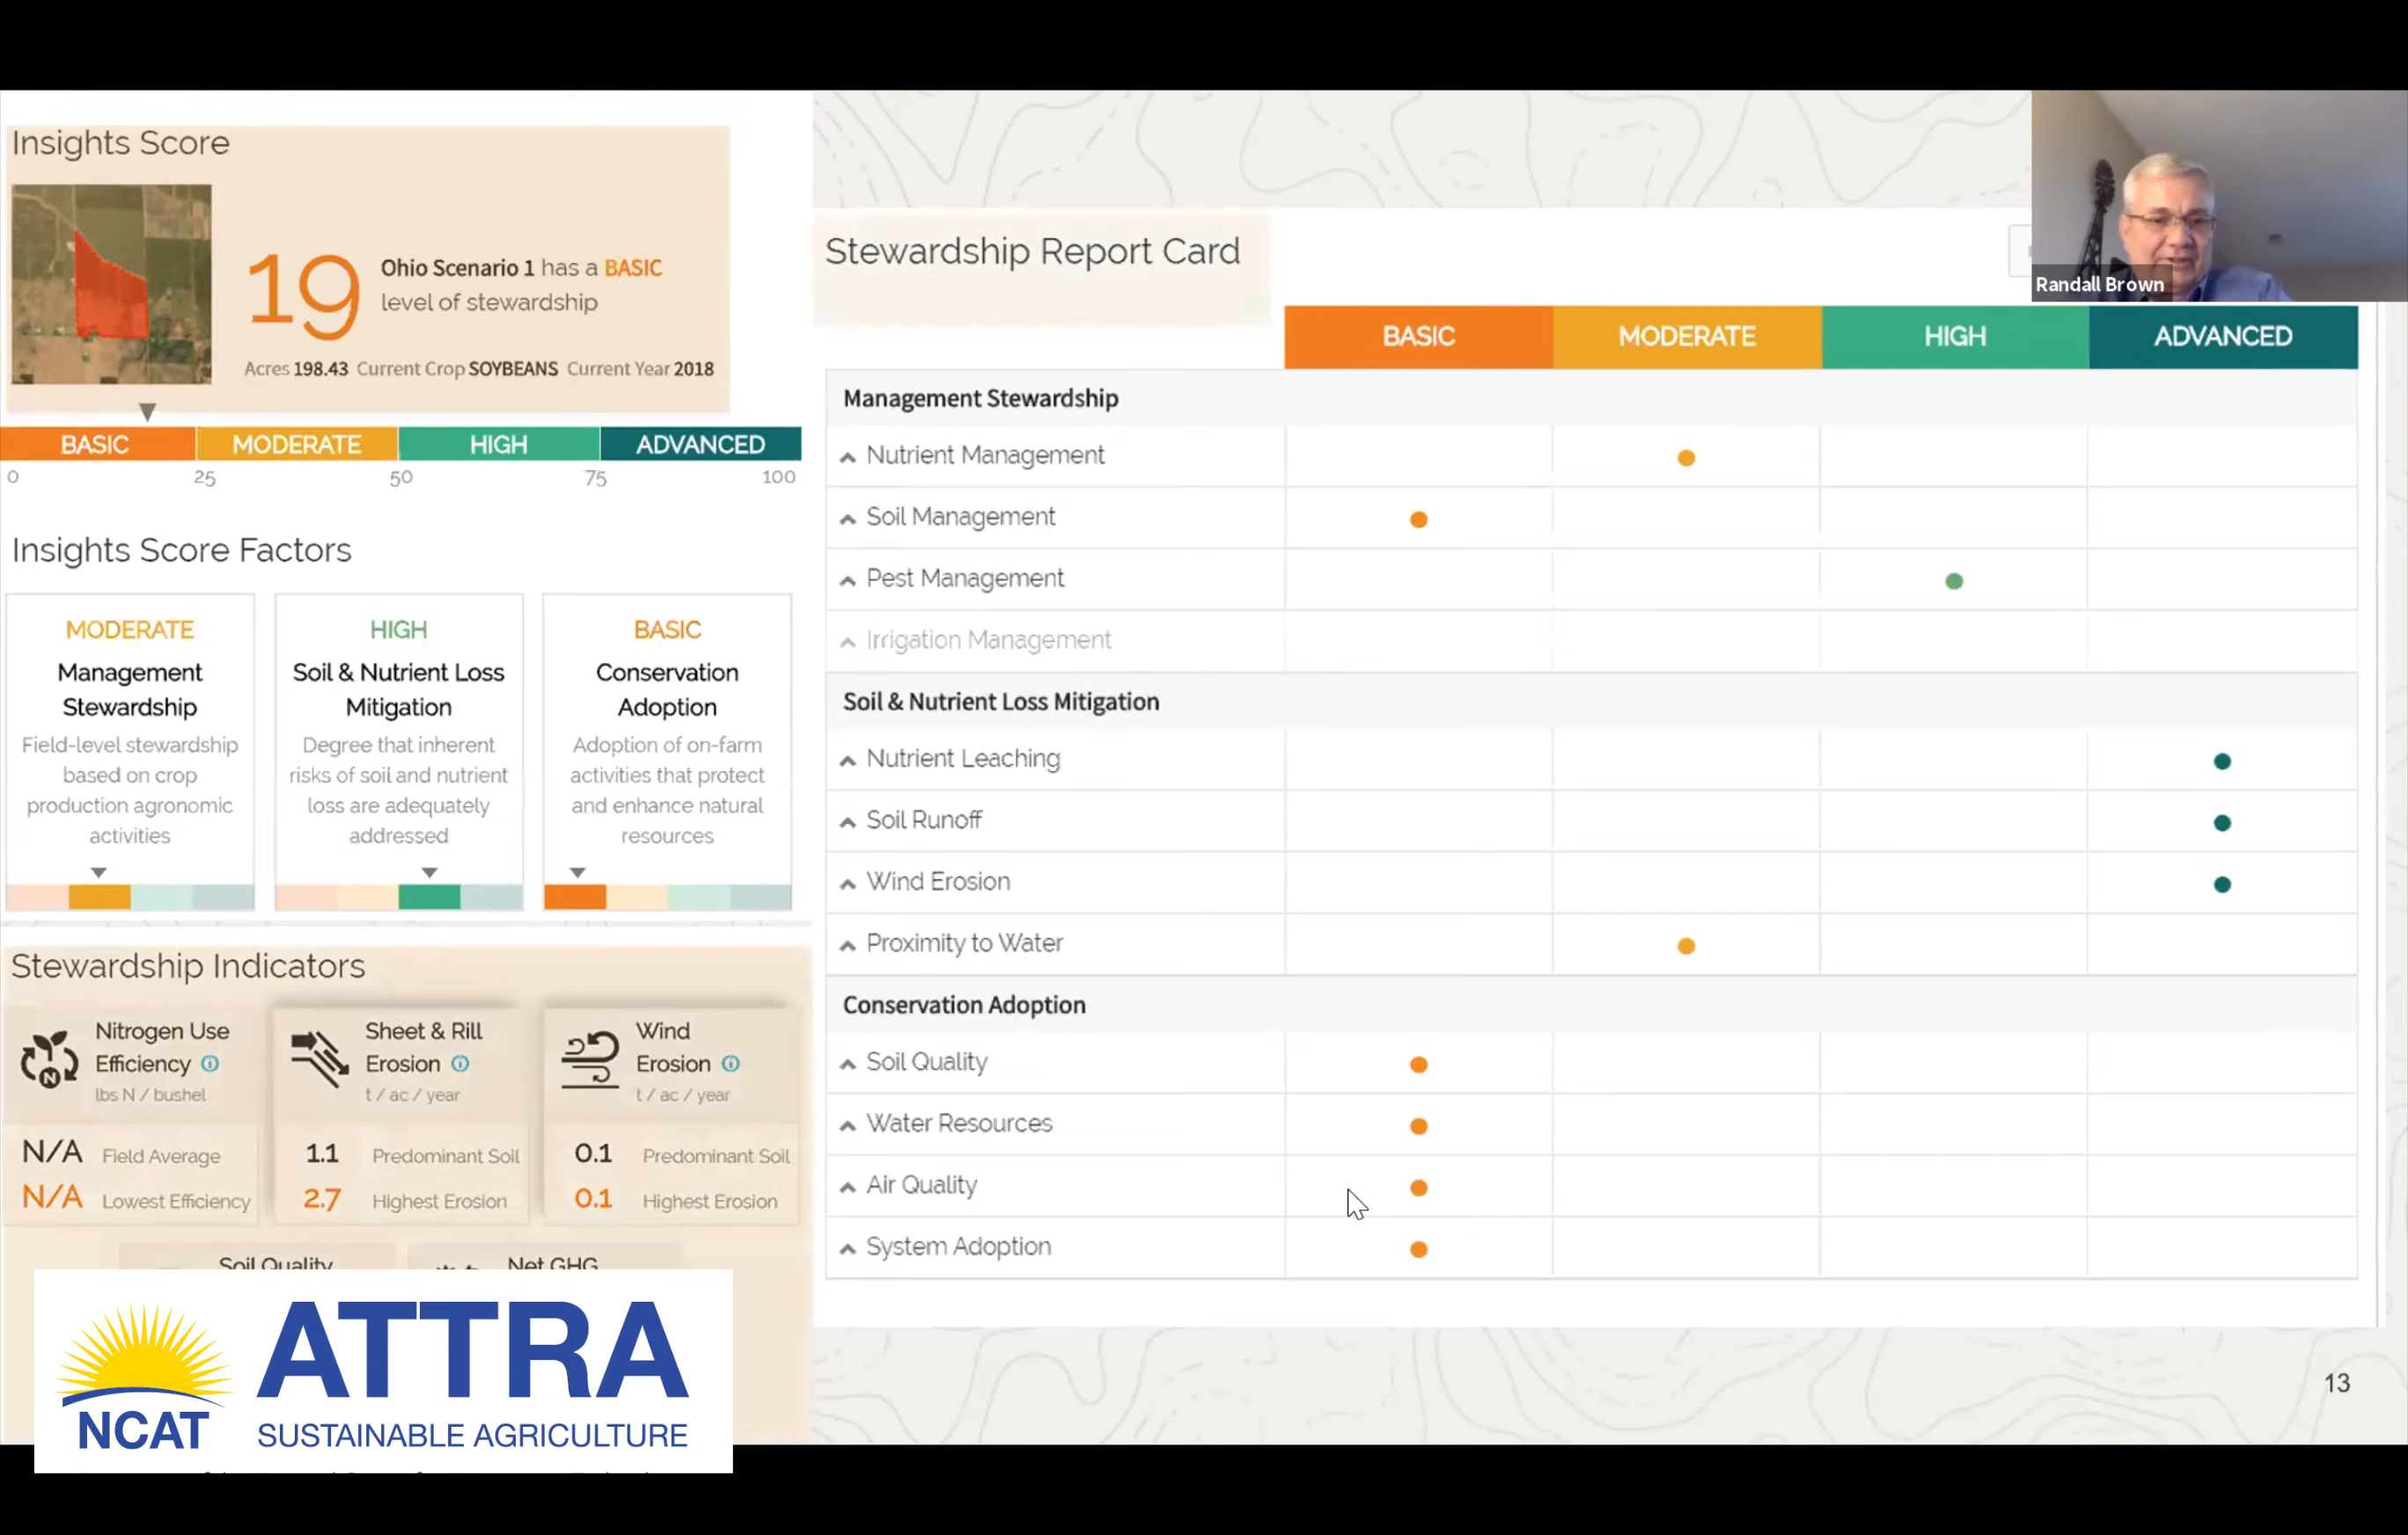 Insights Score
19
Ohio Scenario 1 has a BASIC
level of stewardship
Acres 198.43 Current Crop SOYBEANS Current Year 2018
BASIC MODERATE HIGH ADVANCED
0 25 50 75 100
Insights Score Factors
MODERATE
Management
Stewardship
Field-level stewardship
based on crop
production agronomic
activities
HIGH
Soil & Nutrient Loss
Mitigation
Degree that inherent
risks of soil and nutrient
loss are adequately
addressed
BASIC
Conservation
Adoption
Adoption of on-farm
activities that protect
and enhance natural
resources
Stewardship Indicators
Nitrogen Use
Efficiency
lbs N / bushel
N/A Field Average
N/A Lowest Efficiency
Sheet & Rill
Erosion
t / ac / year
1.1 Predominant Soil
2.7 Highest Erosion
Wind
Erosion
t / ac / year
0.1 Predominant Soil
0.1 Highest Erosion
Soil Quality
Net GHG
NCAT
ATTRA
SUSTAINABLE AGRICULTURE
Stewardship Report Card
Randall Brown
BASIC MODERATE HIGH ADVANCED
Management Stewardship
Nutrient Management
Soil Management
Pest Management
Irrigation Management
Soil & Nutrient Loss Mitigation
Nutrient Leaching
Soil Runoff
Wind Erosion
Proximity to Water
Conservation Adoption
Soil Quality
Water Resources
Air Quality
System Adoption
13